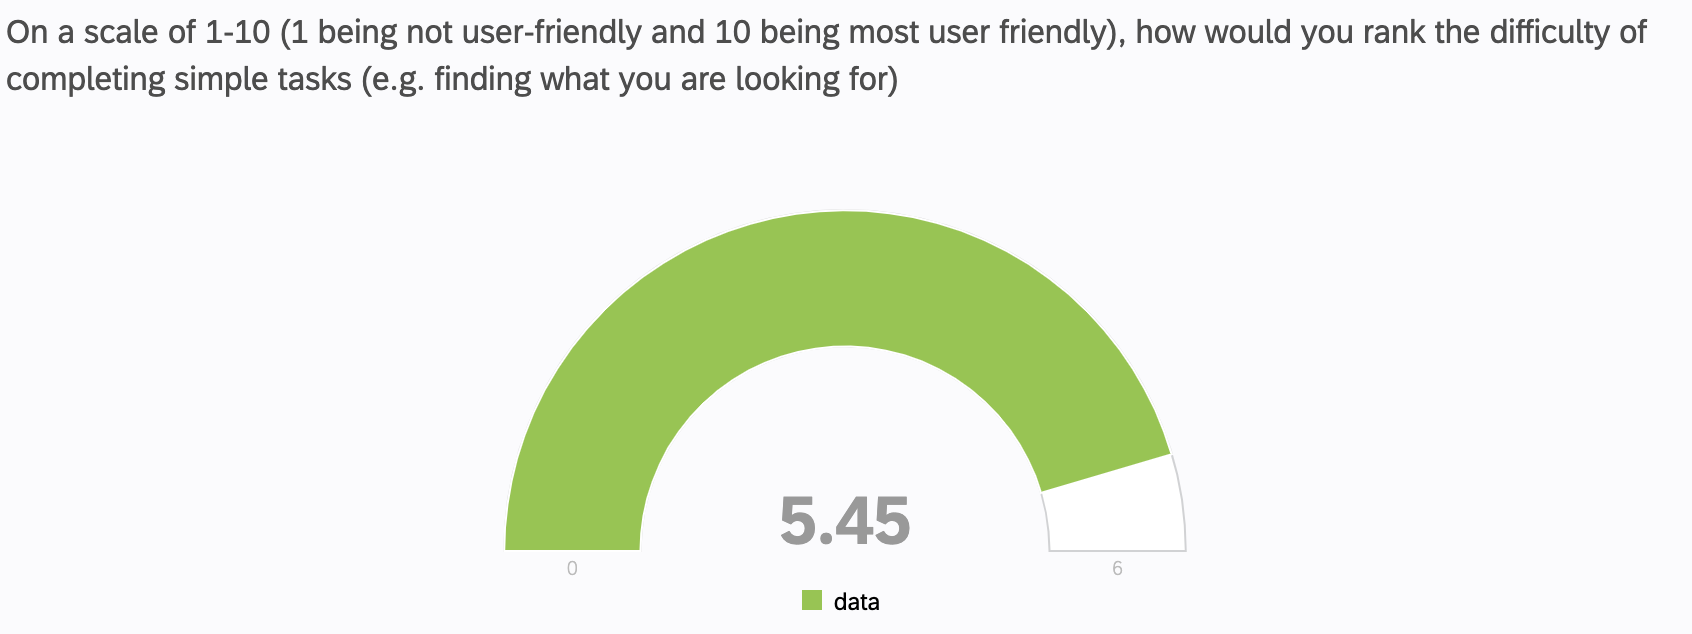 On a scale of 1-10 (1 being not user-friendly and 10 being most user friendly), how would you rank the difficulty of
completing simple tasks (e.g. finding what you are looking for)
5.45
0
6
data